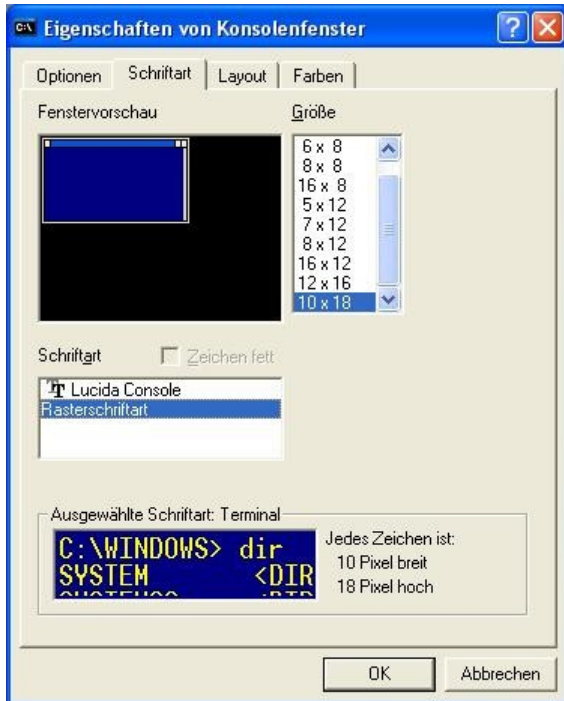 C:\ Eigenschaften von Konsolenfenster
Optionen Schriftart Layout Farben
Fenstervorschau
Größe
6 x 8
8 x 8
16 x 8
5 x 12
7 x 12
8 x 12
16 x 12
12 x 16
10 x 18
Schriftart
Zeichen fett
Lucida Console
Rasterschriftart
Ausgewählte Schriftart: Terminal
C:\WINDOWS> dir
SYSTEM <DIR
Jedes Zeichen ist:
10 Pixel breit
18 Pixel hoch
OK
Abbrechen